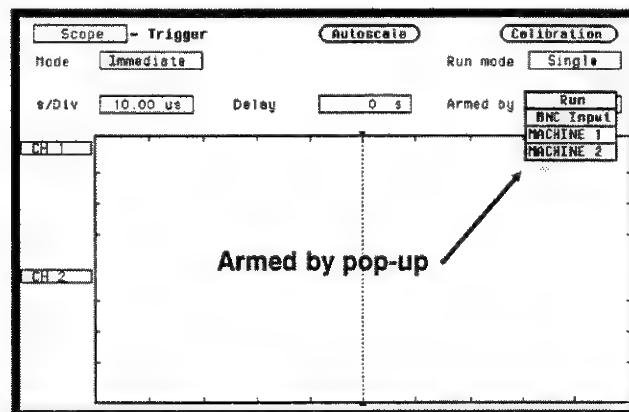 Scope - Trigger Autoscale Calibration
Mode Immediate Run mode Single
s/Div 10.00 us Delay 0 s Armed by Run
BNC Input
MACHINE 1
MACHINE 2
CH 1
Armed by pop-up
CH 2